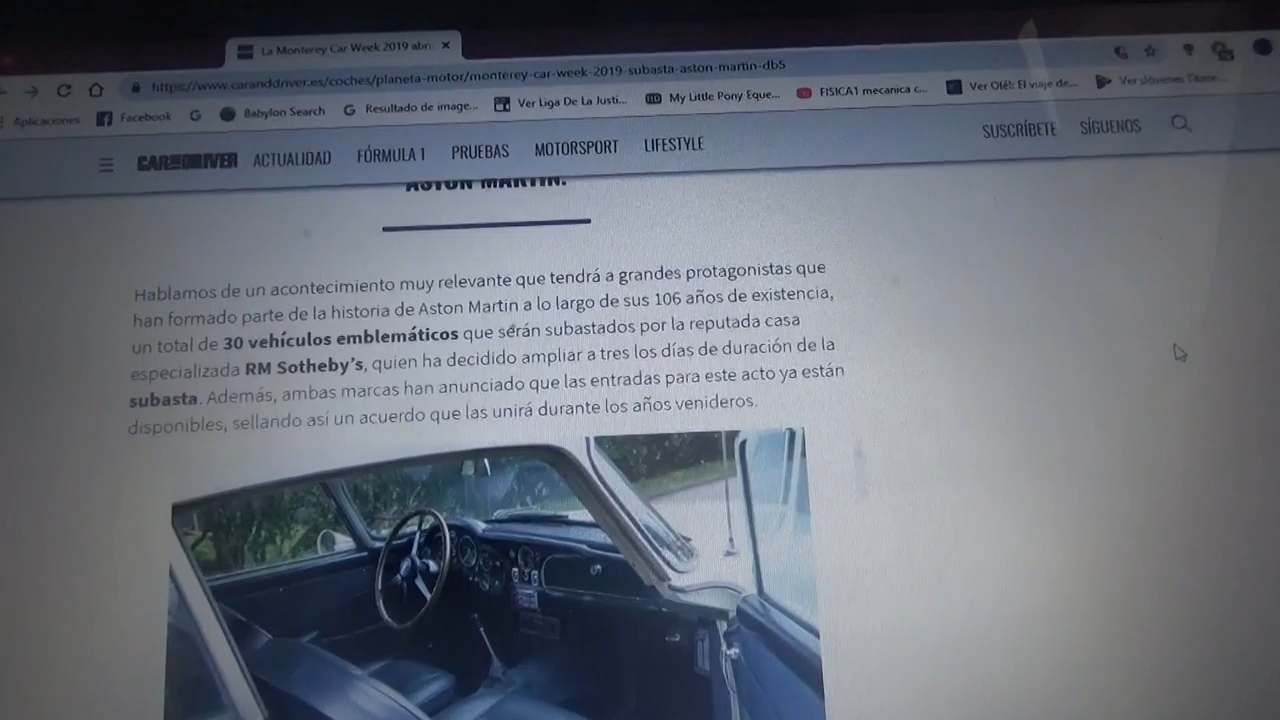 La Monterey Car Week 2019 abri
https://www.caranddriver.es/coches/planeta-motor/monterey-car-week-2019-subasta-aston-martin-db5
Aplicaciones Facebook Babylon Search Resultado de image... Ver Liga De La Justi... My Little Pony Eque... FISICA1 mecanica c... Ver Olé!: El viaje de... Ver Jóvenes Titane...
CAR AND DRIVER ACTUALIDAD FÓRMULA 1 PRUEBAS MOTORSPORT LIFESTYLE SUSCRÍBETE SÍGUENOS
ASTON MARTIN.
Hablamos de un acontecimiento muy relevante que tendrá a grandes protagonistas que
han formado parte de la historia de Aston Martin a lo largo de sus 106 años de existencia,
un total de 30 vehículos emblemáticos que serán subastados por la reputada casa
especializada RM Sotheby's, quien ha decidido ampliar a tres los días de duración de la
subasta. Además, ambas marcas han anunciado que las entradas para este acto ya están
disponibles, sellando así un acuerdo que las unirá durante los años venideros.